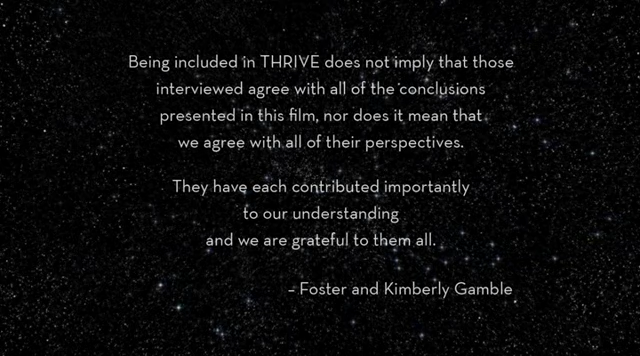 Being included in THRIVE does not imply that those
interviewed agree with all of the conclusions
presented in this film, nor does it mean that
we agree with all of their perspectives.
They have each contributed importantly
to our understanding
and we are grateful to them all.
– Foster and Kimberly Gamble